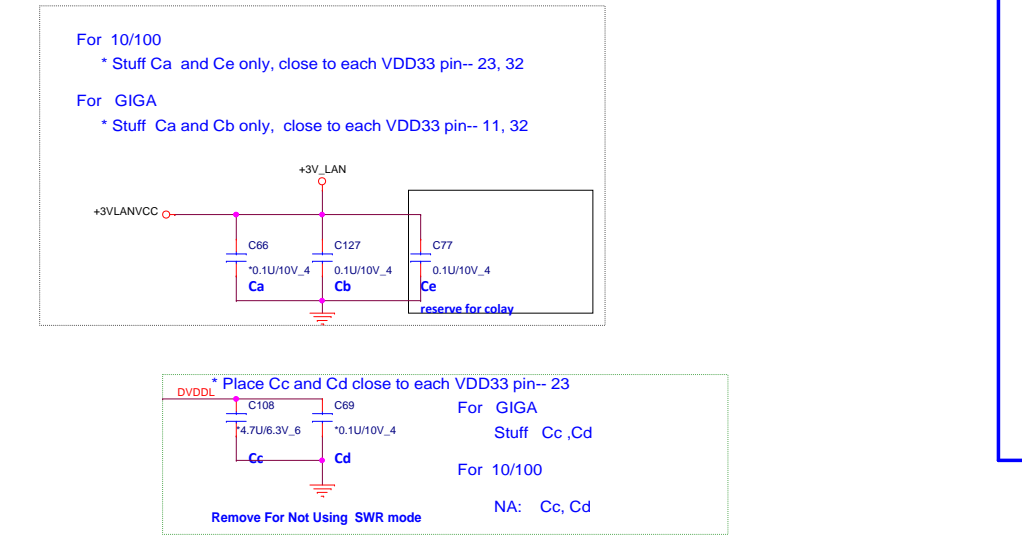 For 10/100
* Stuff Ca and Ce only, close to each VDD33 pin-- 23, 32
For GIGA
* Stuff Ca and Cb only, close to each VDD33 pin-- 11, 32
+3V_LAN
+3VLANVCC
C66
C127
C77
*0.1U/10V_4
0.1U/10V_4
0.1U/10V_4
Ca
Cb
Ce
reserve for colay
* Place Cc and Cd close to each VDD33 pin-- 23
DVDDL
C108
C69
For GIGA
*4.7U/6.3V_6
*0.1U/10V_4
Stuff Cc ,Cd
Cc
Cd
For 10/100
NA: Cc, Cd
Remove For Not Using SWR mode